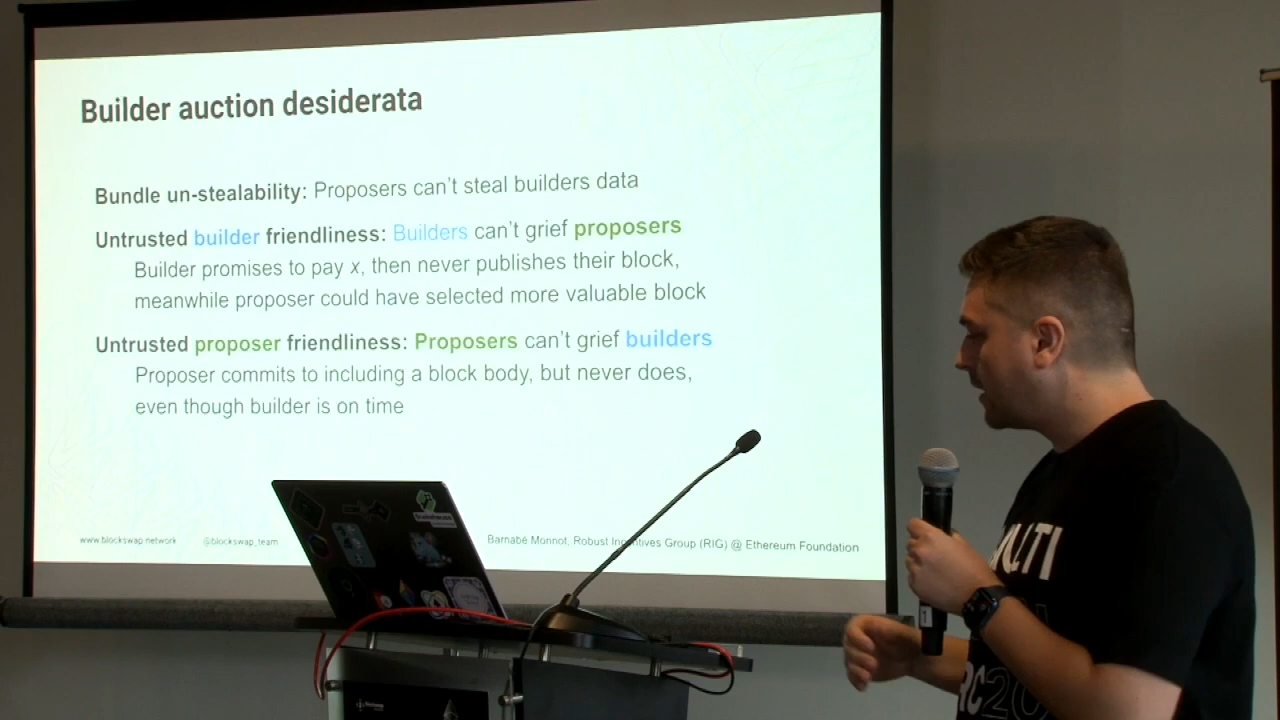 Builder auction desiderata
Bundle un-stealability: Proposers can't steal builders data
Untrusted builder friendliness: Builders can't grief proposers
Builder promises to pay x, then never publishes their block,
meanwhile proposer could have selected more valuable block
Untrusted proposer friendliness: Proposers can't grief builders
Proposer commits to including a block body, but never does,
even though builder is on time
www.blockswap.network @blockswap_team Barnabé Monnot, Robust Incentives Group (RIG) @ Ethereum Foundation